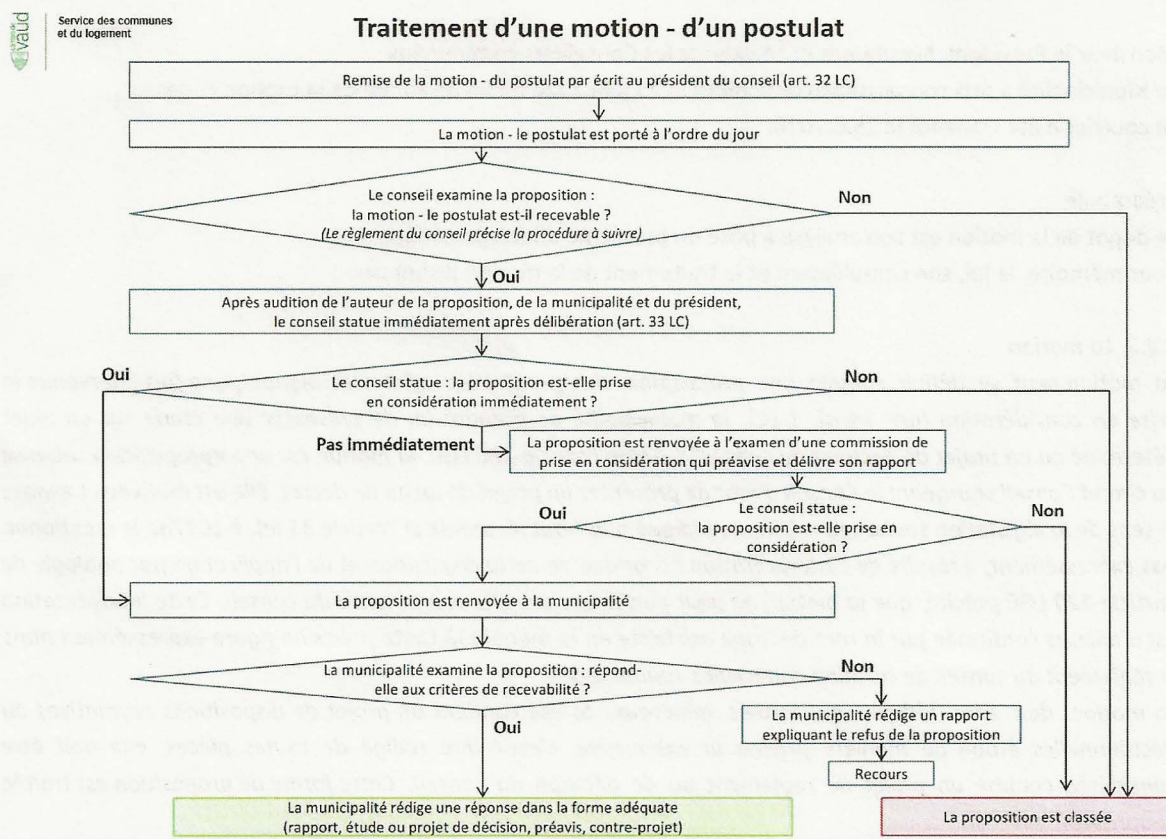 vaud
Service des communes
et du logement
Traitement d'une motion - d'un postulat
Remise de la motion - du postulat par écrit au président du conseil (art. 32 LC)
La motion - le postulat est porté à l'ordre du jour
Le conseil examine la proposition :
la motion - le postulat est-il recevable ?
(Le règlement du conseil précise la procédure à suivre)
Non
Oui
Après audition de l'auteur de la proposition, de la municipalité et du président,
le conseil statue immédiatement après délibération (art. 33 LC)
Oui
Le conseil statue : la proposition est-elle prise
en considération immédiatement ?
Non
Pas immédiatement
La proposition est renvoyée à l'examen d'une commission de
prise en considération qui préavise et délivre son rapport
Oui
Le conseil statue :
la proposition est-elle prise en
considération ?
Non
La proposition est renvoyée à la municipalité
La municipalité examine la proposition : répond-
elle aux critères de recevabilité ?
Non
Oui
La municipalité rédige un rapport
expliquant le refus de la proposition
Recours
La municipalité rédige une réponse dans la forme adéquate
(rapport, étude ou projet de décision, préavis, contre-projet)
La proposition est classée